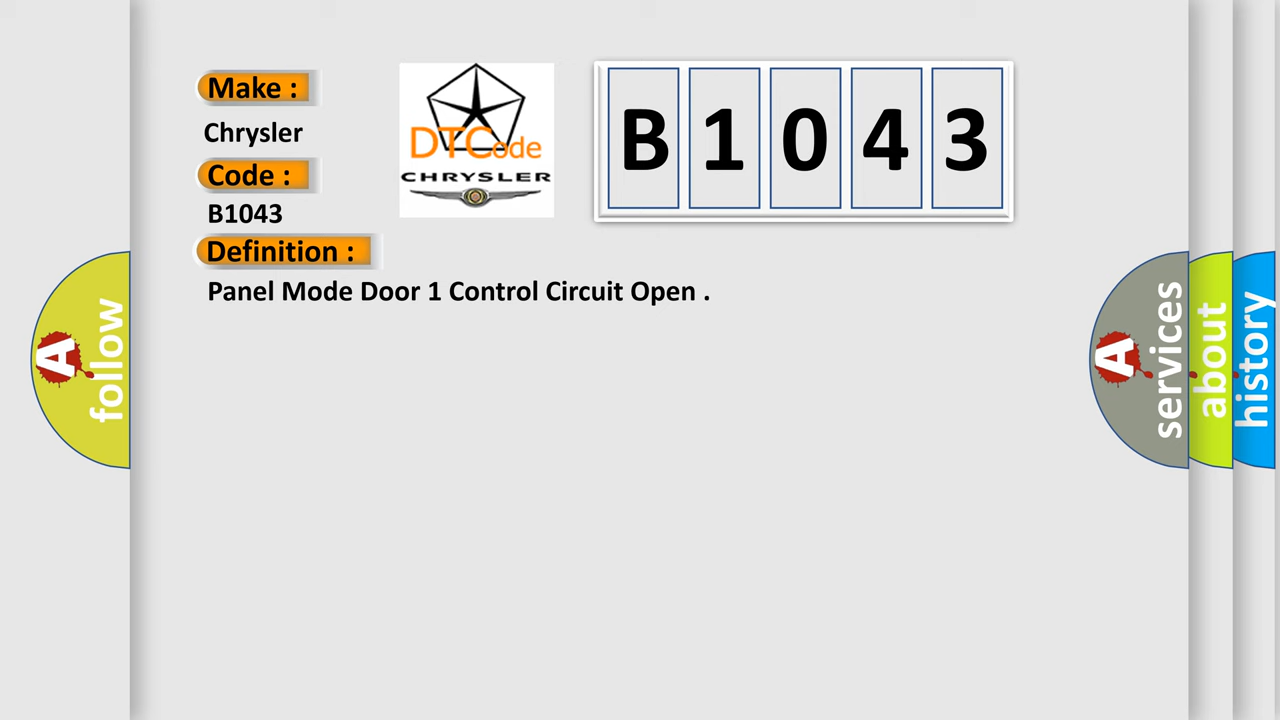 Make :
Chrysler
Code :
B1043
Definition :
Panel Mode Door 1 Control Circuit Open .
DTCode
CHRYSLER
B 1 0 4 3
A
follow
A
services
about
history